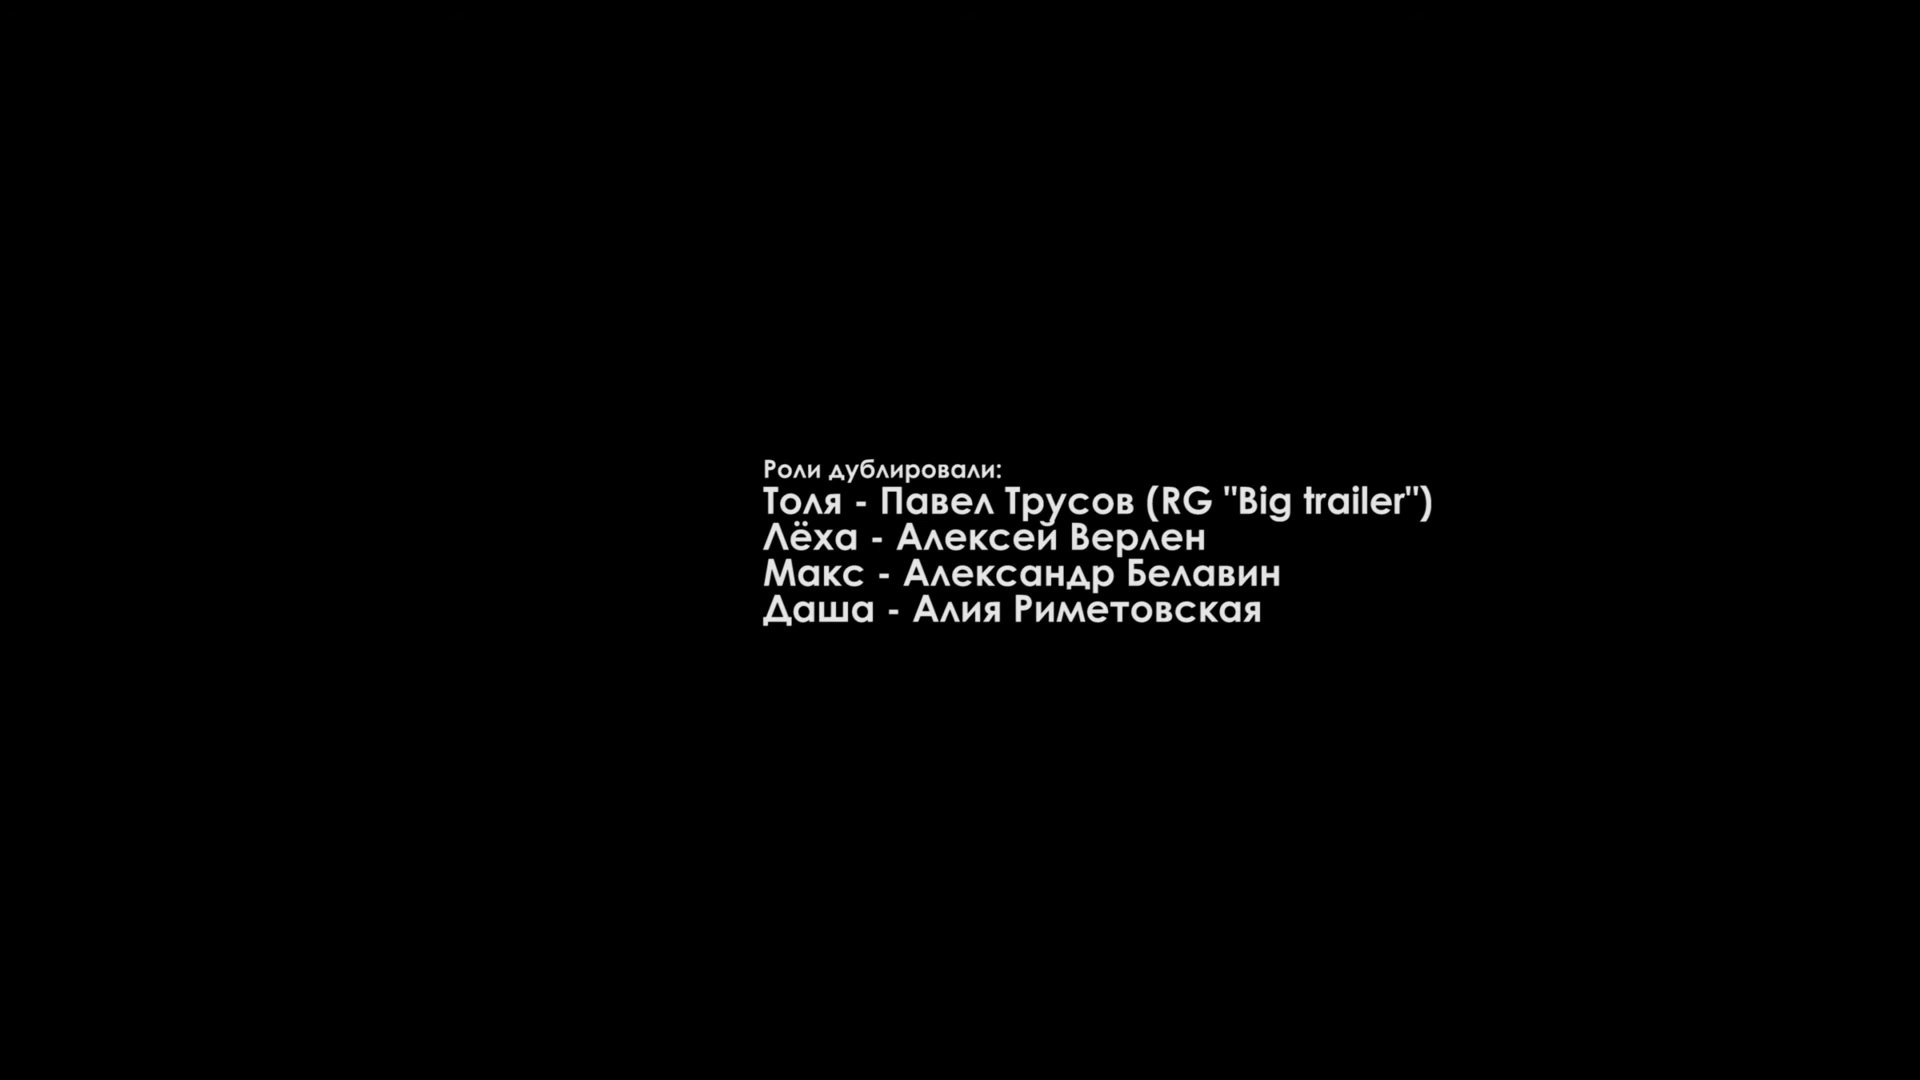 Роли дублировали:
Толя - Павел Трусов (RG "Big trailer")
Лёха - Алексей Верлен
Макс - Александр Белавин
Даша - Алия Риметовская